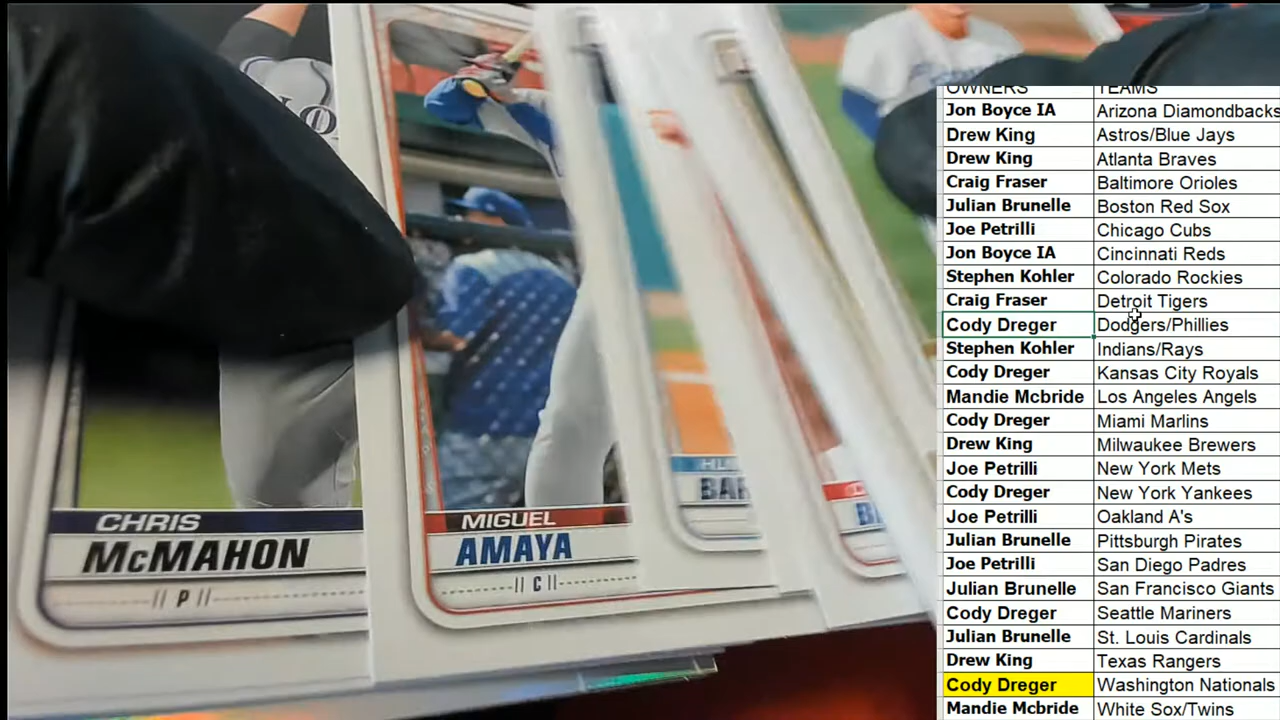 CHRIS
McMAHON
P
MIGUEL
AMAYA
C
BAR
OWNERS TEAMS
Jon Boyce IA Arizona Diamondbacks
Drew King Astros/Blue Jays
Drew King Atlanta Braves
Craig Fraser Baltimore Orioles
Julian Brunelle Boston Red Sox
Joe Petrilli Chicago Cubs
Jon Boyce IA Cincinnati Reds
Stephen Kohler Colorado Rockies
Craig Fraser Detroit Tigers
Cody Dreger Dodgers/Phillies
Stephen Kohler Indians/Rays
Cody Dreger Kansas City Royals
Mandie Mcbride Los Angeles Angels
Cody Dreger Miami Marlins
Drew King Milwaukee Brewers
Joe Petrilli New York Mets
Cody Dreger New York Yankees
Joe Petrilli Oakland A's
Julian Brunelle Pittsburgh Pirates
Joe Petrilli San Diego Padres
Julian Brunelle San Francisco Giants
Cody Dreger Seattle Mariners
Julian Brunelle St. Louis Cardinals
Drew King Texas Rangers
Cody Dreger Washington Nationals
Mandie Mcbride White Sox/Twins